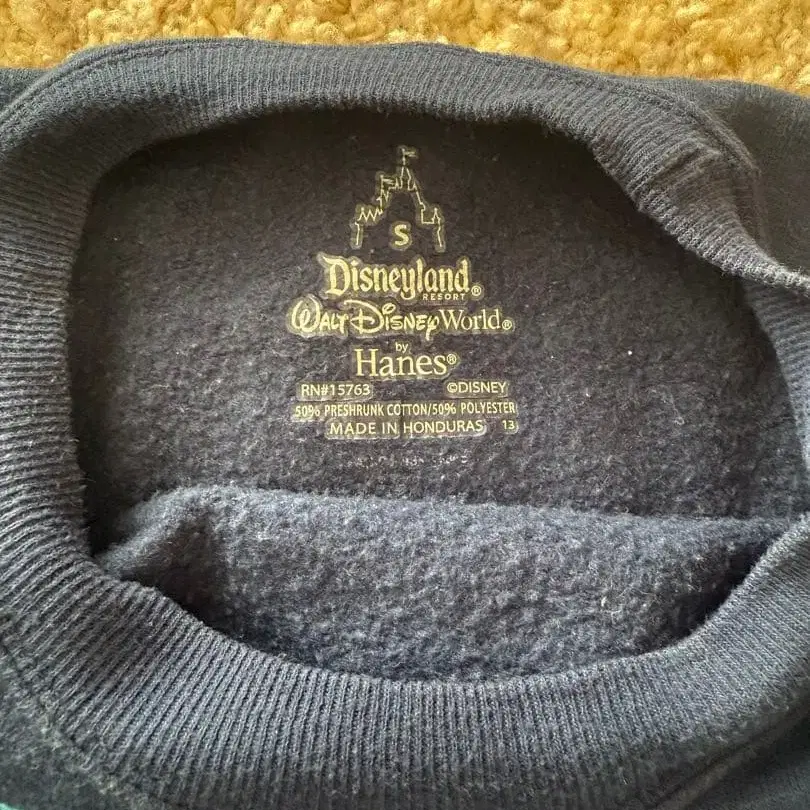 S
Disneyland®
RESORT
WALT DISNEY World®
by
Hanes®
RN#15763 ©DISNEY
50% PRESHRUNK COTTON/50% POLYESTER
MADE IN HONDURAS 13